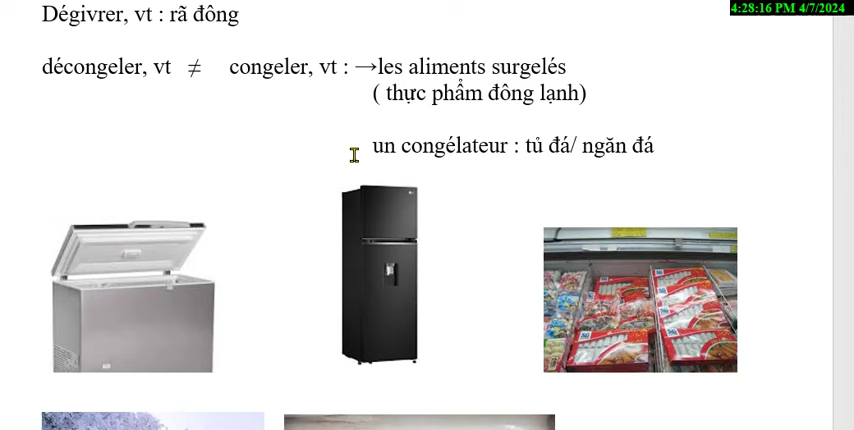 4:28:16 PM 4/7/2024
Dégivrer, vt : rã đông
décongeler, vt ≠ congeler, vt : →les aliments surgelés
( thực phẩm đông lạnh)
un congélateur : tủ đá/ ngăn đá